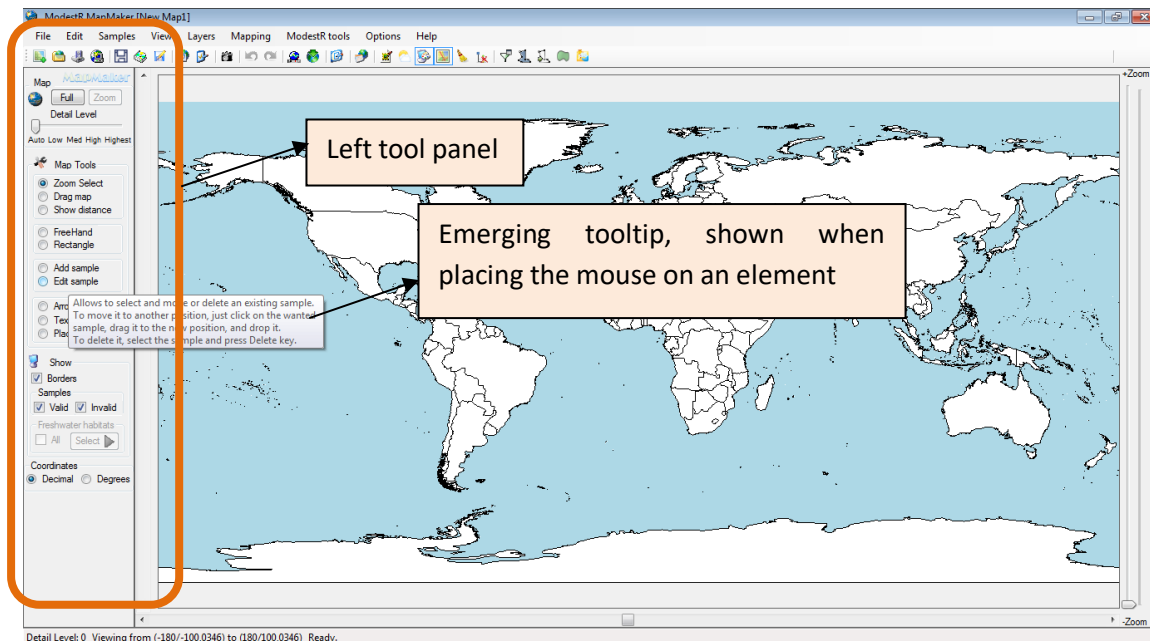 ModestR MapMaker [New Map1]
File Edit Samples View Layers Mapping ModestR tools Options Help
MapMaker
Map
Full Zoom
Detail Level
Auto Low Med High Highest
Map Tools
Zoom Select
Drag map
Show distance
FreeHand
Rectangle
Add sample
Edit sample
Allows to select and move or delete an existing sample.
To move it to another position, just click on the wanted
sample, drag it to the new position, and drop it.
To delete it, select the sample and press Delete key.
Show
Borders
Samples
Valid Invalid
Freshwater habitats
All Select
Coordinates
Decimal Degrees
Left tool panel
Emerging tooltip, shown when
placing the mouse on an element
+Zoom
-Zoom
Detail Level: 0 Viewing from (-180/-100.0346) to (180/100.0346) Ready.